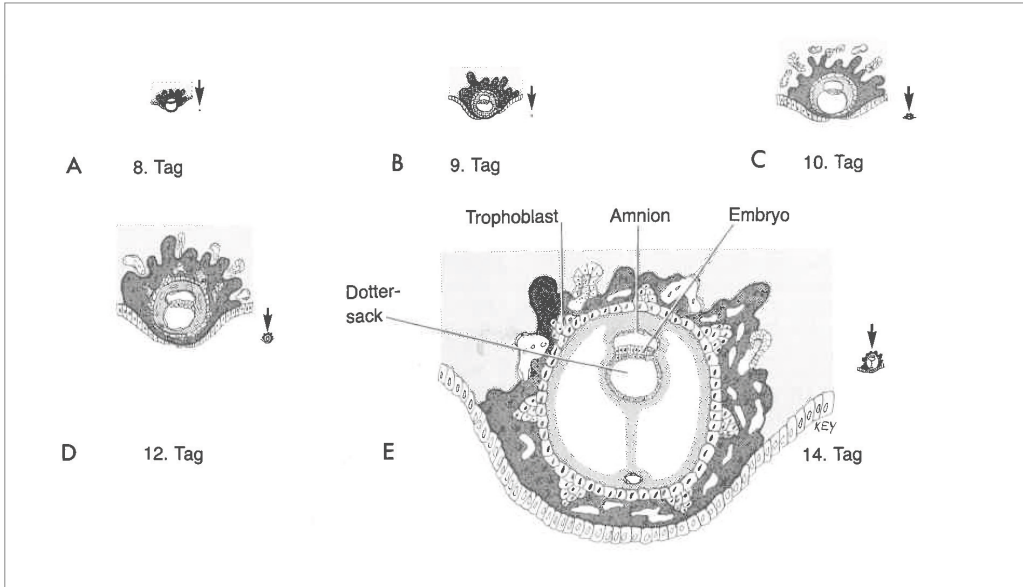 A 8. Tag
B 9. Tag
C 10. Tag
Trophoblast Amnion Embryo
Dotter-
sack
KEY
D 12. Tag
E 14. Tag